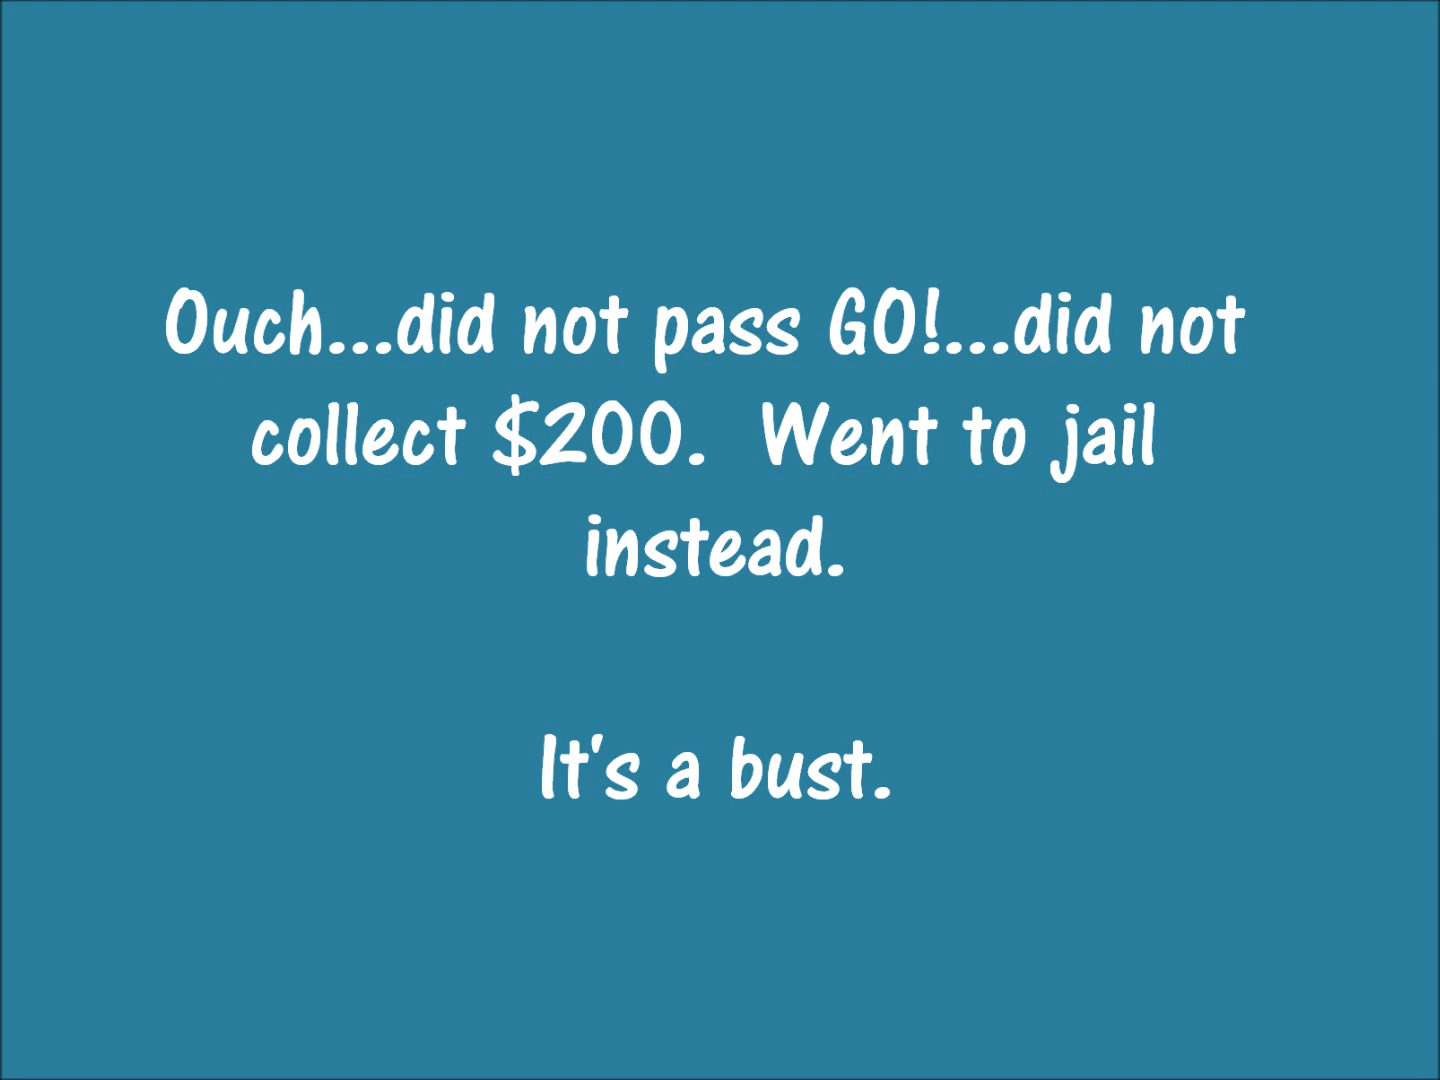 Ouch...did not pass GO!...did not
collect $200.  Went to jail
instead.
It's a bust.